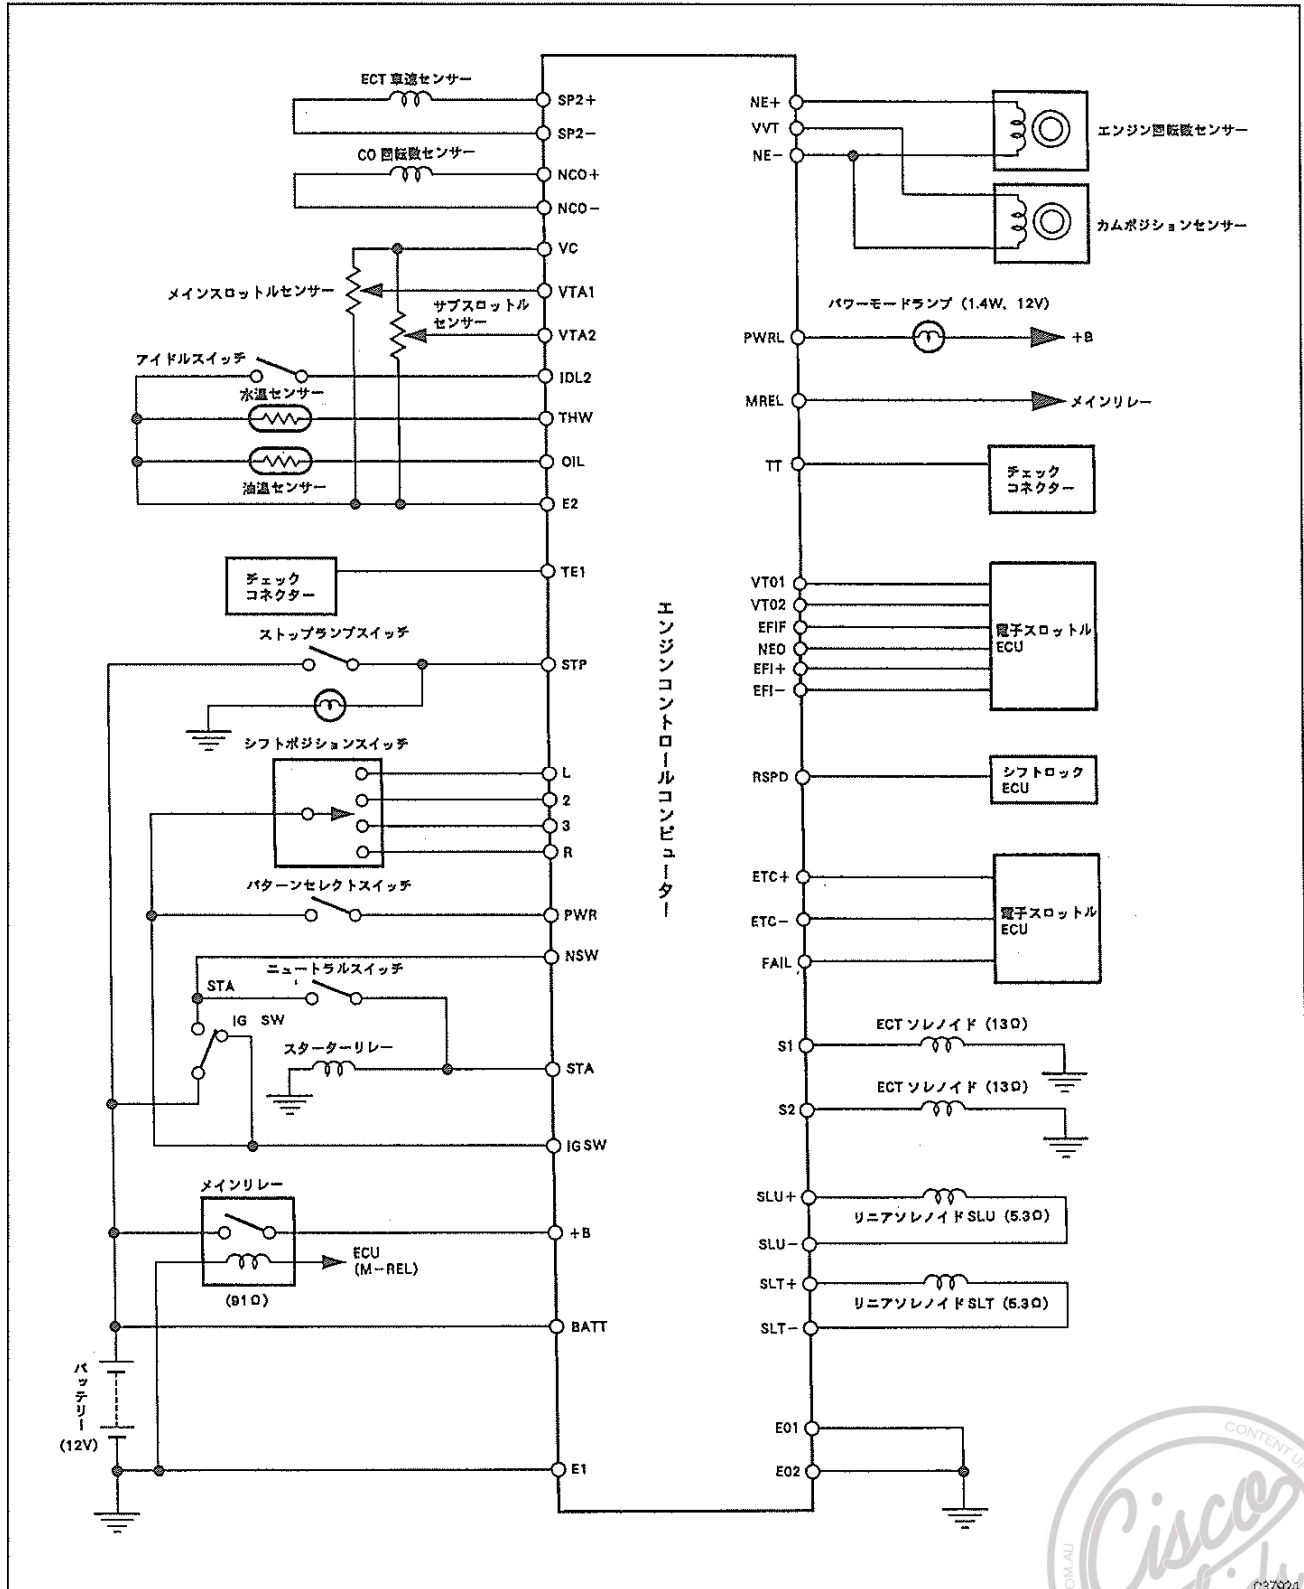 ECT 車速センサー
SP2+
SP2-
CO 回転数センサー
NCO+
NCO-
VC
メインスロットルセンサー
VTA1
サブスロットル
センサー
VTA2
アイドルスイッチ
IDL2
水温センサー
THW
OIL
油温センサー
E2
チェック
コネクター
TE1
ストップランプスイッチ
STP
シフトポジションスイッチ
L
2
3
R
パターンセレクトスイッチ
PWR
NSW
ニュートラルスイッチ
STA
IG SW
スターターリレー
STA
IGSW
メインリレー
+B
ECU
(M-REL)
(91Ω)
BATT
バッテリー
(12V)
E1
エンジンコントロールコンピューター
NE+
VVT
NE-
エンジン回転数センサー
カムポジションセンサー
パワーモードランプ (1.4W, 12V)
PWRL
+B
MREL
メインリレー
TT
チェック
コネクター
VT01
VT02
EFIF
NEO
EFI+
EFI-
電子スロットル
ECU
RSPD
シフトロック
ECU
ETC+
ETC-
FAIL
電子スロットル
ECU
ECT ソレノイド (13Ω)
S1
ECT ソレノイド (13Ω)
S2
SLU+
リニアソレノイド SLU (5.3Ω)
SLU-
SLT+
リニアソレノイド SLT (5.3Ω)
SLT-
E01
E02
CONTENT
Cisco
OM.AU